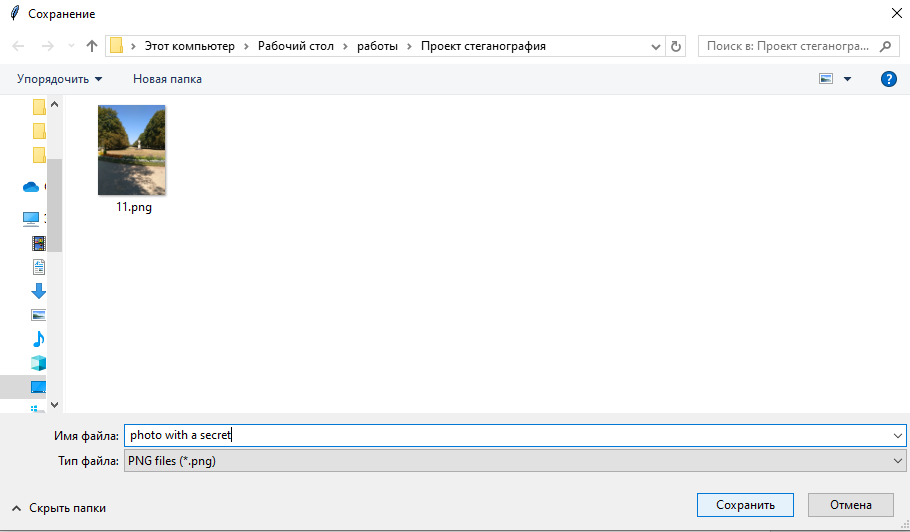 Сохранение
Этот компьютер › Рабочий стол › работы › Проект стеганография
Поиск в: Проект стеганогра...
Упорядочить
Новая папка
11.png
Имя файла: photo with a secret
Тип файла: PNG files (*.png)
Скрыть папки
Сохранить
Отмена